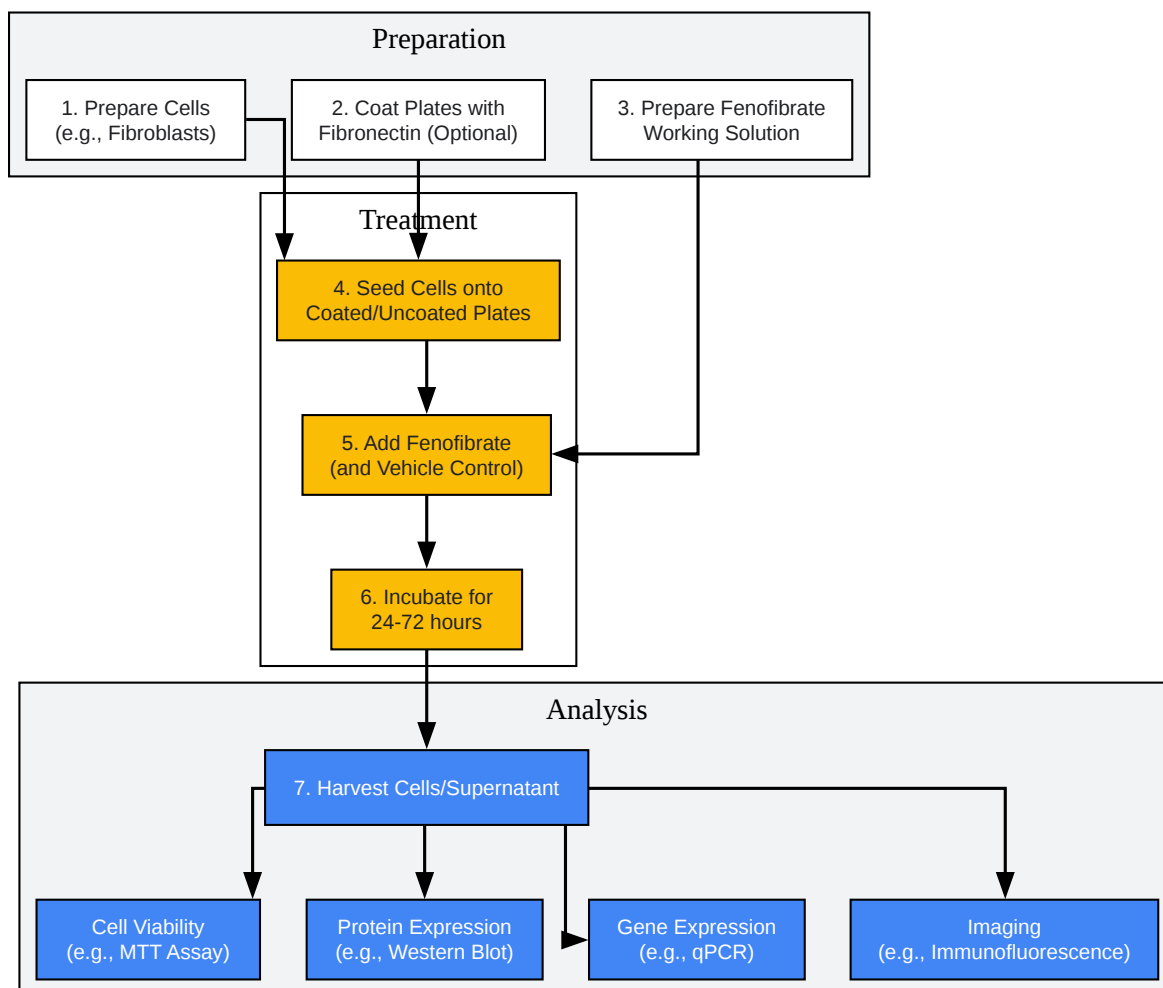 Preparation
1. Prepare Cells
(e.g., Fibroblasts)
2. Coat Plates with
Fibronectin (Optional)
3. Prepare Fenofibrate
Working Solution
Treatment
4. Seed Cells onto
Coated/Uncoated Plates
5. Add Fenofibrate
(and Vehicle Control)
6. Incubate for
24-72 hours
Analysis
7. Harvest Cells/Supernatant
Cell Viability
(e.g., MTT Assay)
Protein Expression
(e.g., Western Blot)
Gene Expression
(e.g., qPCR)
Imaging
(e.g., Immunofluorescence)